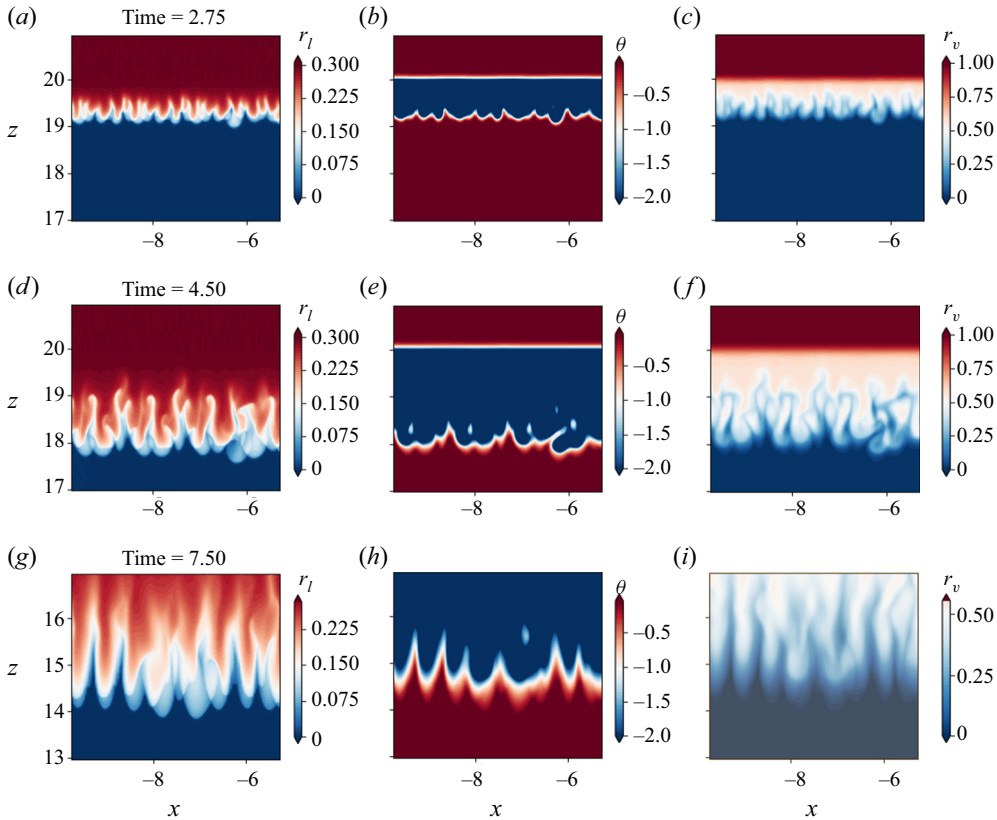 (a) Time = 2.75 r_l (b) θ (c) r_v
20 19 18 17
z
0.300 0.225 0.150 0.075 0
–0.5 –1.0 –1.5 –2.0
1.00 0.75 0.50 0.25 0
–8 –6 –8 –6 –8 –6
(d) Time = 4.50 r_l (e) θ (f) r_v
20 19 18 17
z
0.300 0.225 0.150 0.075 0
–0.5 –1.0 –1.5 –2.0
1.00 0.75 0.50 0.25 0
–8 –6 –8 –6 –8 –6
(g) Time = 7.50 r_l (h) θ (i) r_v
16 15 14 13
z
0.225 0.150 0.075 0
–0.5 –1.0 –1.5 –2.0
0.50 0.25 0
–8 –6 –8 –6 –8 –6
x x x